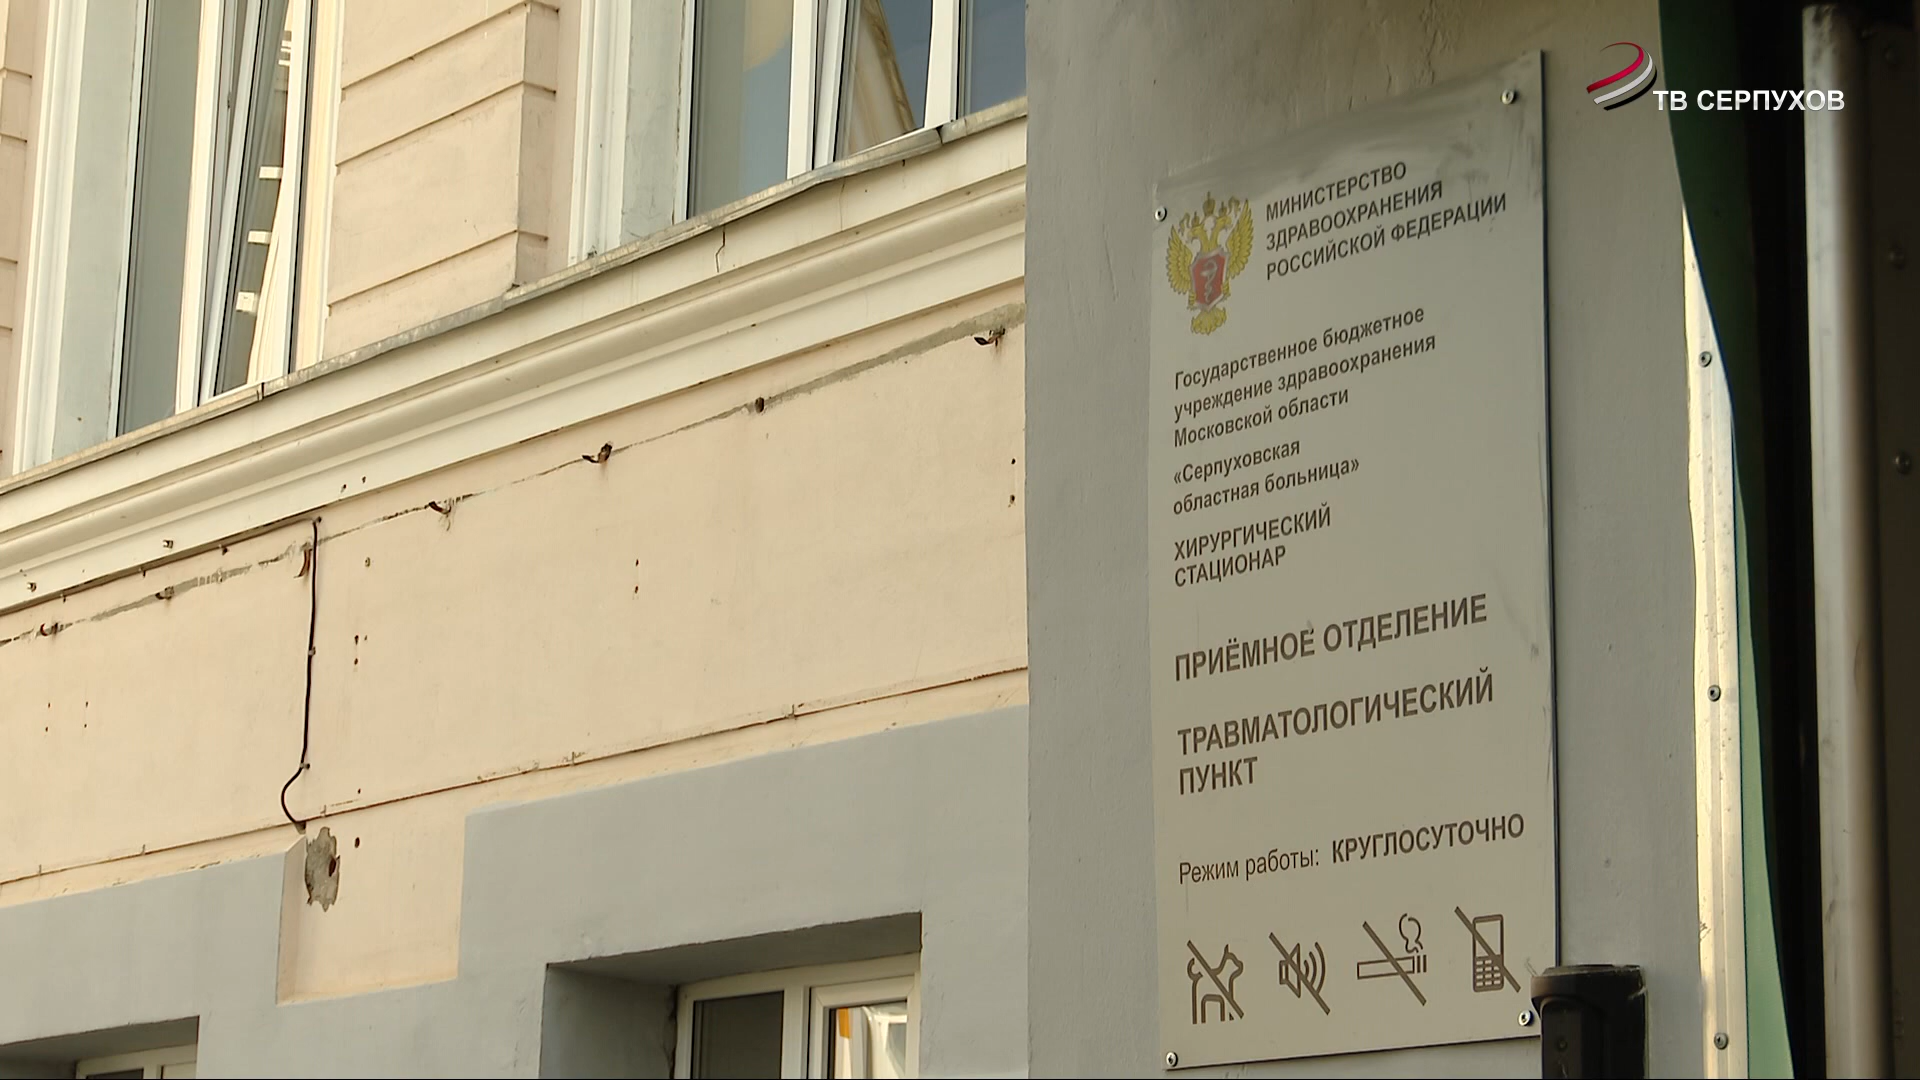 ТВ СЕРПУХОВ
МИНИСТЕРСТВО
ЗДРАВООХРАНЕНИЯ
РОССИЙСКОЙ ФЕДЕРАЦИИ
Государственное бюджетное
учреждение здравоохранения
Московской области
«Серпуховская
областная больница»
ХИРУРГИЧЕСКИЙ
СТАЦИОНАР
ПРИЁМНОЕ ОТДЕЛЕНИЕ
ТРАВМАТОЛОГИЧЕСКИЙ
ПУНКТ
Режим работы: КРУГЛОСУТОЧНО